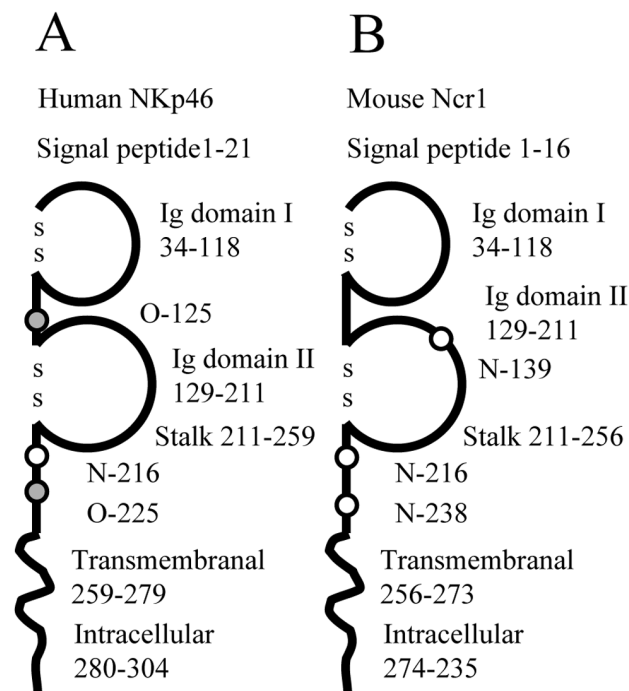 A
Human NKp46
Signal peptide1-21
S
S
Ig domain I
34-118
O-125
S
S
Ig domain II
129-211
Stalk 211-259
N-216
O-225
Transmembranal
259-279
Intracellular
280-304
B
Mouse Ncr1
Signal peptide 1-16
S
S
Ig domain I
34-118
Ig domain II
129-211
N-139
S
S
Stalk 211-256
N-216
N-238
Transmembranal
256-273
Intracellular
274-235